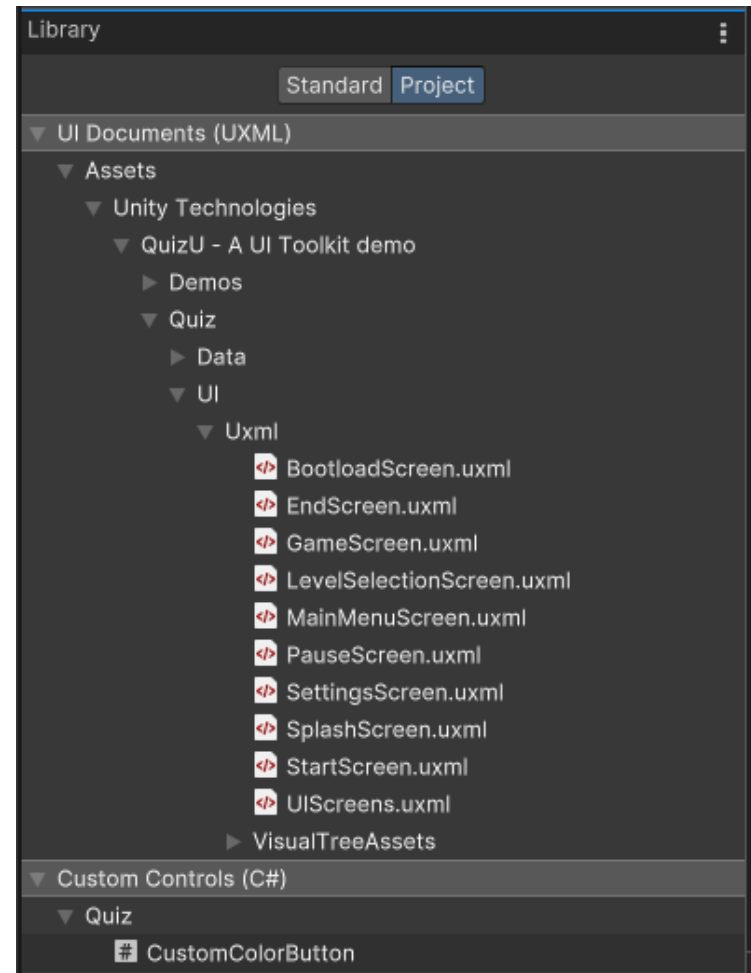 Library
Standard Project
UI Documents (UXML)
Assets
Unity Technologies
QuizU - A UI Toolkit demo
Demos
Quiz
Data
UI
Uxml
BootloadScreen.uxml
EndScreen.uxml
GameScreen.uxml
LevelSelectionScreen.uxml
MainMenuScreen.uxml
PauseScreen.uxml
SettingsScreen.uxml
SplashScreen.uxml
StartScreen.uxml
UIScreens.uxml
VisualTreeAssets
Custom Controls (C#)
Quiz
# CustomColorButton